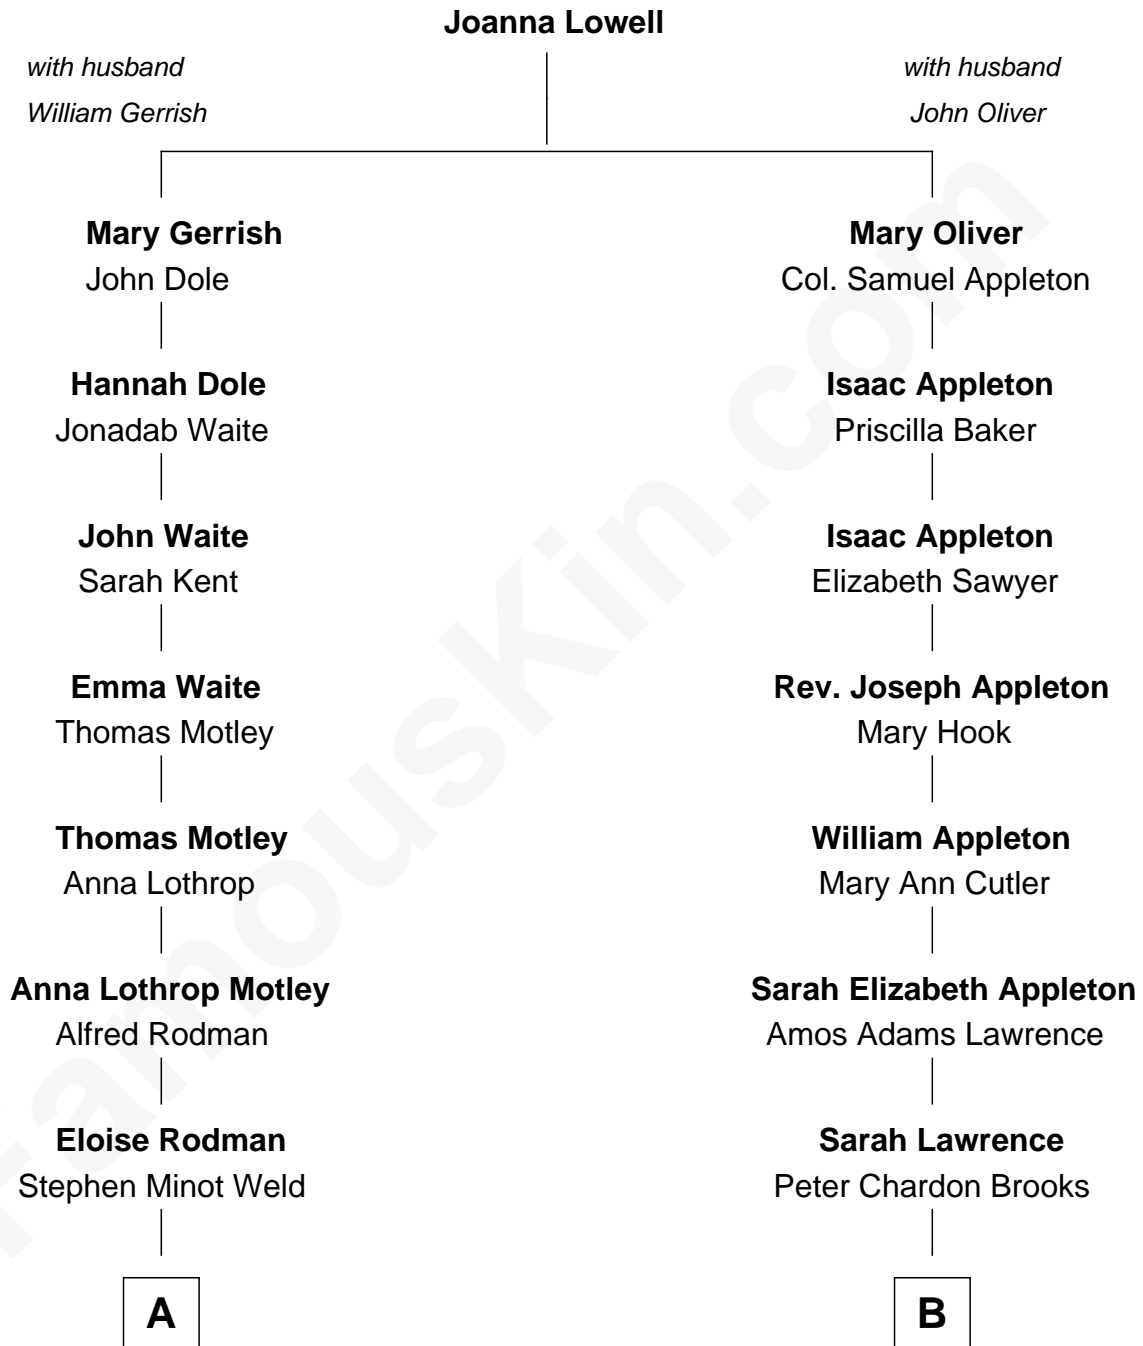 Joanna Lowell
with husband
William Gerrish
with husband
John Oliver
Mary Gerrish
John Dole
Hannah Dole
Jonadab Waite
John Waite
Sarah Kent
Emma Waite
Thomas Motley
Thomas Motley
Anna Lothrop
Anna Lothrop Motley
Alfred Rodman
Eloise Rodman
Stephen Minot Weld
A
Mary Oliver
Col. Samuel Appleton
Isaac Appleton
Priscilla Baker
Isaac Appleton
Elizabeth Sawyer
Rev. Joseph Appleton
Mary Hook
William Appleton
Mary Ann Cutler
Sarah Elizabeth Appleton
Amos Adams Lawrence
Sarah Lawrence
Peter Chardon Brooks
B
FamousKin.com